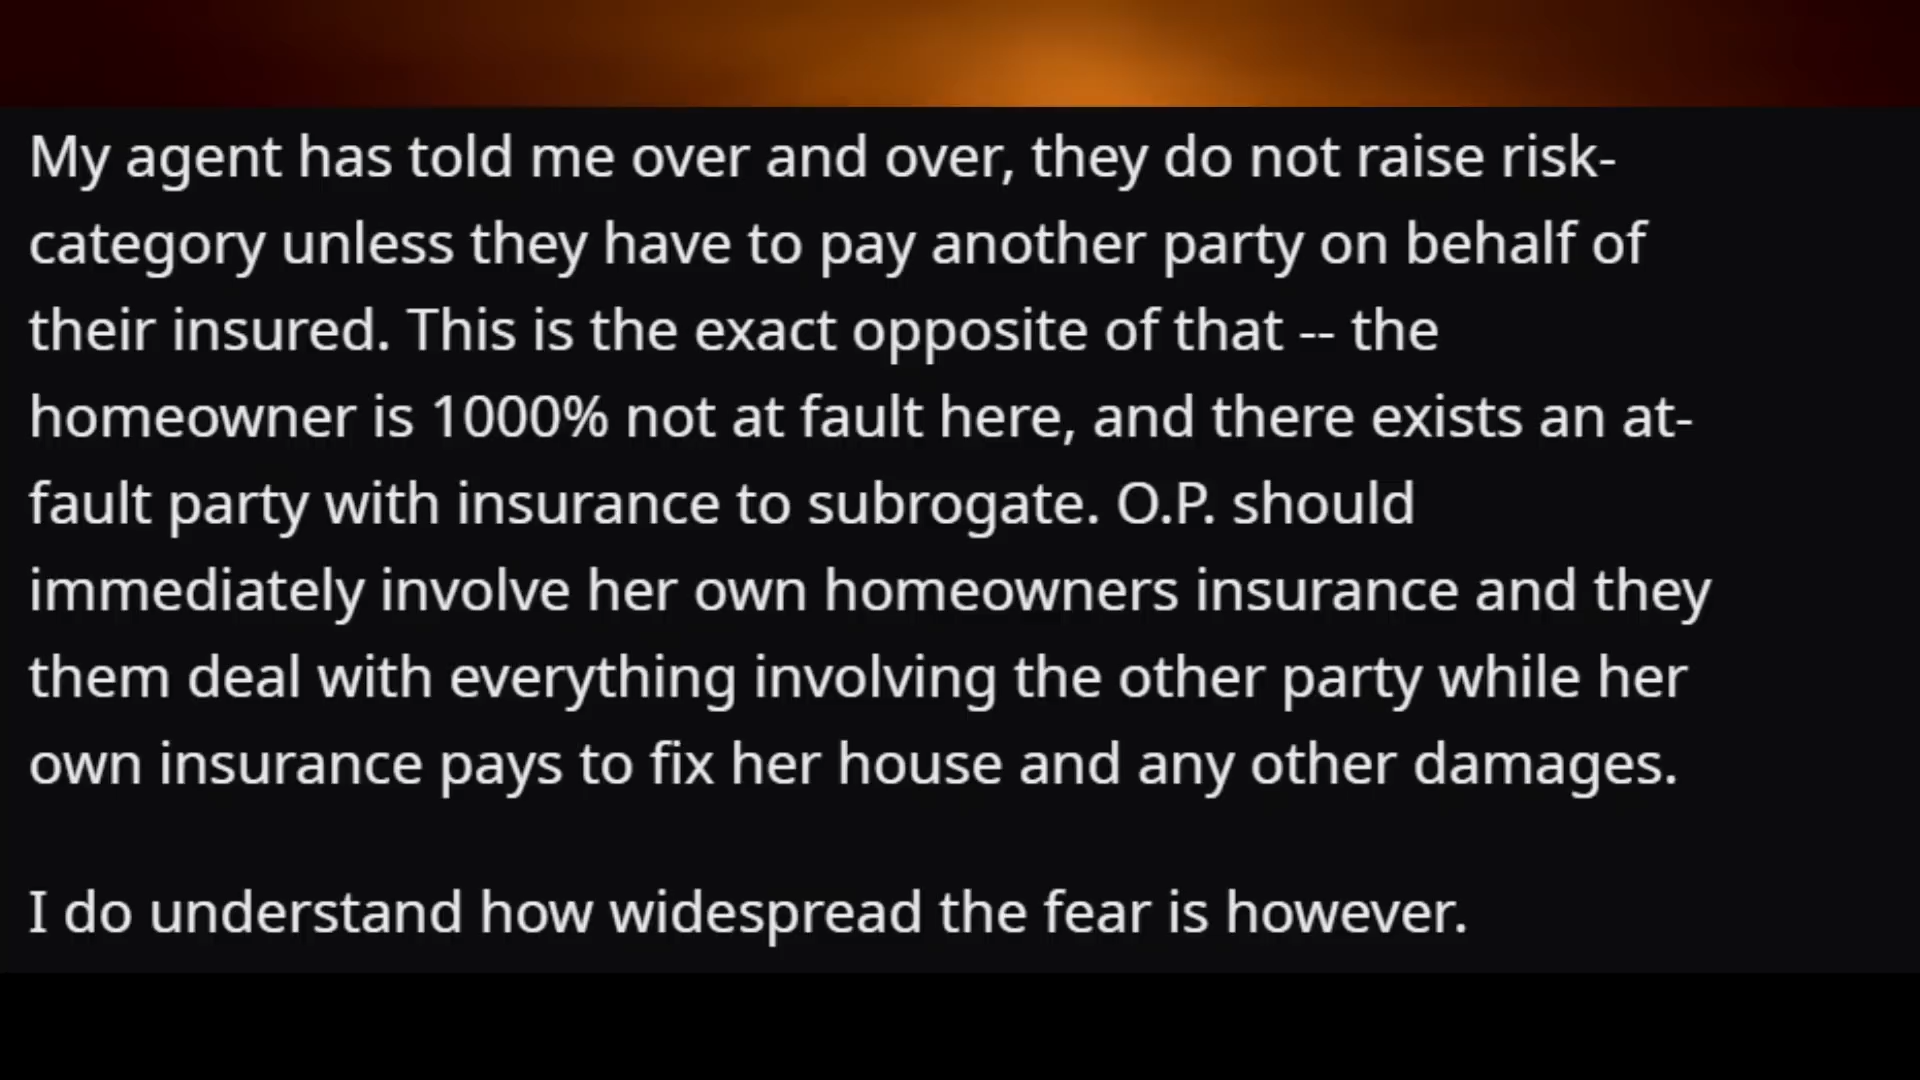 My agent has told me over and over, they do not raise risk-
category unless they have to pay another party on behalf of
their insured. This is the exact opposite of that -- the
homeowner is 1000% not at fault here, and there exists an at-
fault party with insurance to subrogate. O.P. should
immediately involve her own homeowners insurance and they
them deal with everything involving the other party while her
own insurance pays to fix her house and any other damages.
I do understand how widespread the fear is however.